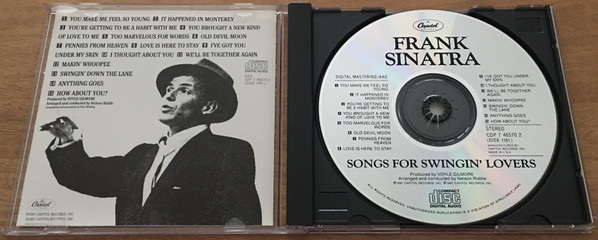 1 YOU MAKE ME FEEL SO YOUNG 2 IT HAPPENED IN MONTEREY
3 YOU'RE GETTING TO BE A HABIT WITH ME 4 YOU BROUGHT A NEW KIND
OF LOVE TO ME 5 TOO MARVELOUS FOR WORDS 6 OLD DEVIL MOON
7 PENNIES FROM HEAVEN 8 LOVE IS HERE TO STAY 9 I'VE GOT YOU
UNDER MY SKIN 10 I THOUGHT ABOUT YOU 11 WE'LL BE TOGETHER AGAIN
12 MAKIN' WHOOPEE
13 SWINGIN' DOWN THE LANE
14 ANYTHING GOES
15 HOW ABOUT YOU?
Produced by VOYLE GILMORE
Arranged and conducted by Nelson Riddle
Capitol
Capitol
FRANK
SINATRA
DIGITAL MASTERING/AAD
1 YOU MAKE ME FEEL SO
YOUNG
2 IT HAPPENED IN
MONTEREY
3 YOU'RE GETTING TO
BE A HABIT WITH ME
4 YOU BROUGHT A NEW
KIND OF LOVE TO ME
5 TOO MARVELOUS FOR
WORDS
6 OLD DEVIL MOON
7 PENNIES FROM
HEAVEN
8 LOVE IS HERE TO STAY
9 I'VE GOT YOU UNDER
MY SKIN
10 I THOUGHT ABOUT YOU
11 WE'LL BE TOGETHER
AGAIN
12 MAKIN' WHOOPEE
13 SWINGIN' DOWN
THE LANE
14 ANYTHING GOES
15 HOW ABOUT YOU?
STEREO
CDP 7 46570 2
(DIDX 1191)
SONGS FOR SWINGIN' LOVERS
Produced by VOYLE GILMORE
Arranged and conducted by Nelson Riddle
COMPACT
disc
DIGITAL AUDIO